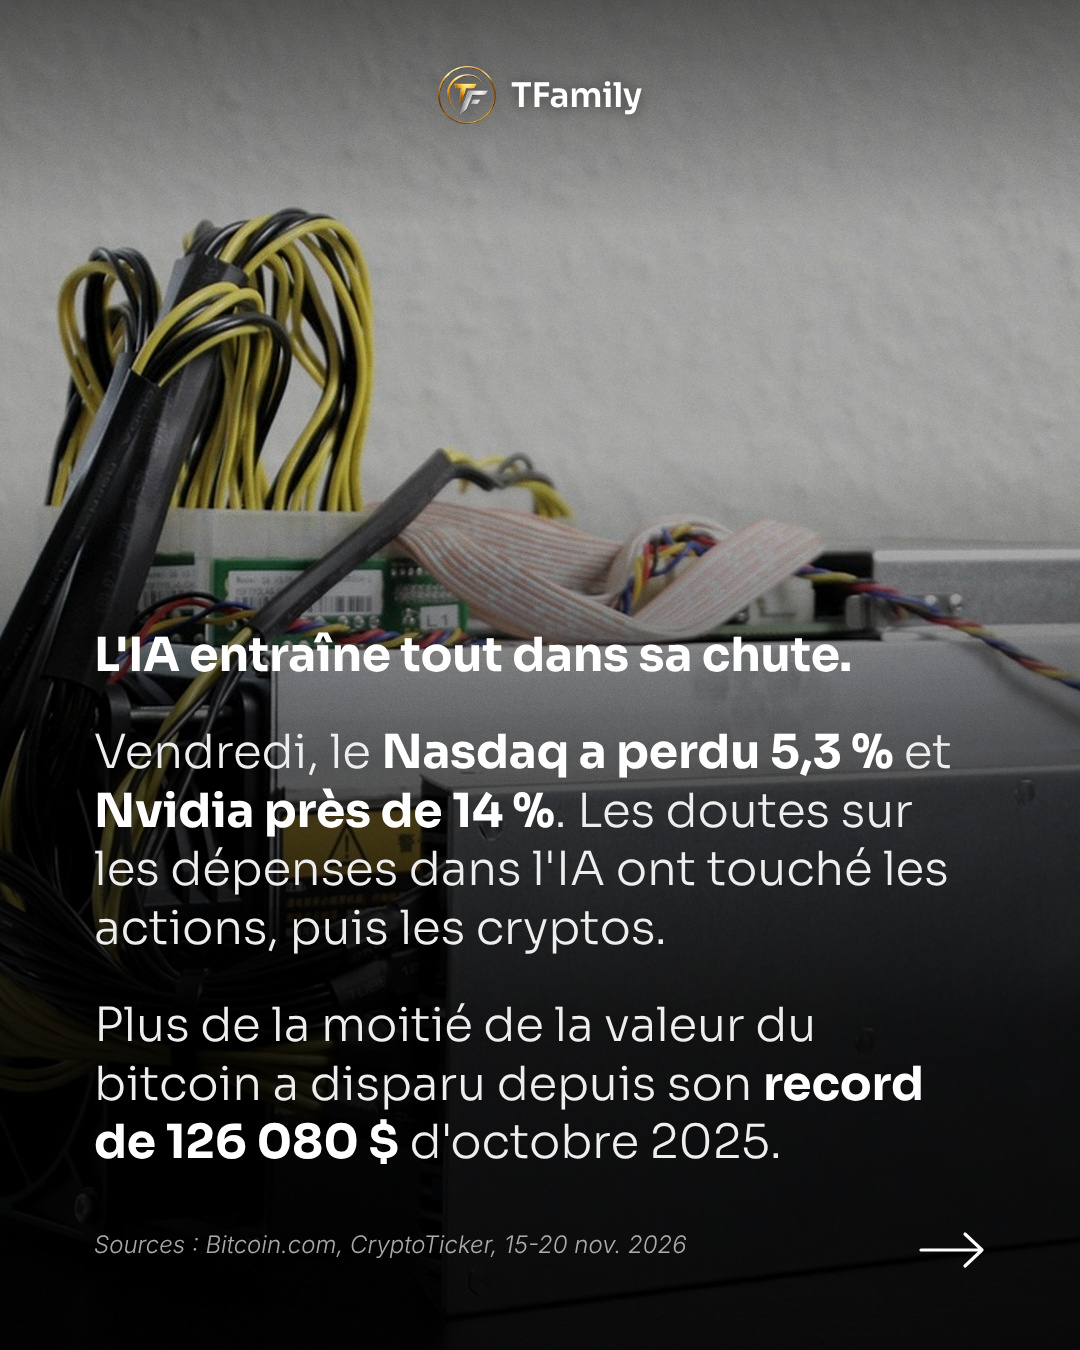 TFamily
L'IA entraîne tout dans sa chute.
Vendredi, le Nasdaq a perdu 5,3 % et
Nvidia près de 14 %. Les doutes sur
les dépenses dans l'IA ont touché les
actions, puis les cryptos.
Plus de la moitié de la valeur du
bitcoin a disparu depuis son record
de 126 080 $ d'octobre 2025.
Sources : Bitcoin.com, CryptoTicker, 15-20 nov. 2026
L1